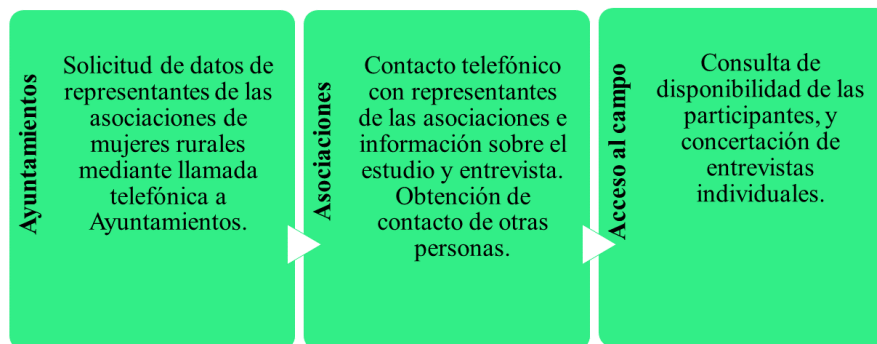 Ayuntamientos
Solicitud de datos de
representantes de las
asociaciones de
mujeres rurales
mediante llamada
telefónica a
Ayuntamientos.
Asociaciones
Contacto telefónico
con representantes
de las asociaciones e
información sobre el
estudio y entrevista.
Obtención de
contacto de otras
personas.
Acceso al campo
Consulta de
disponibilidad de las
participantes, y
concertación de
entrevistas
individuales.